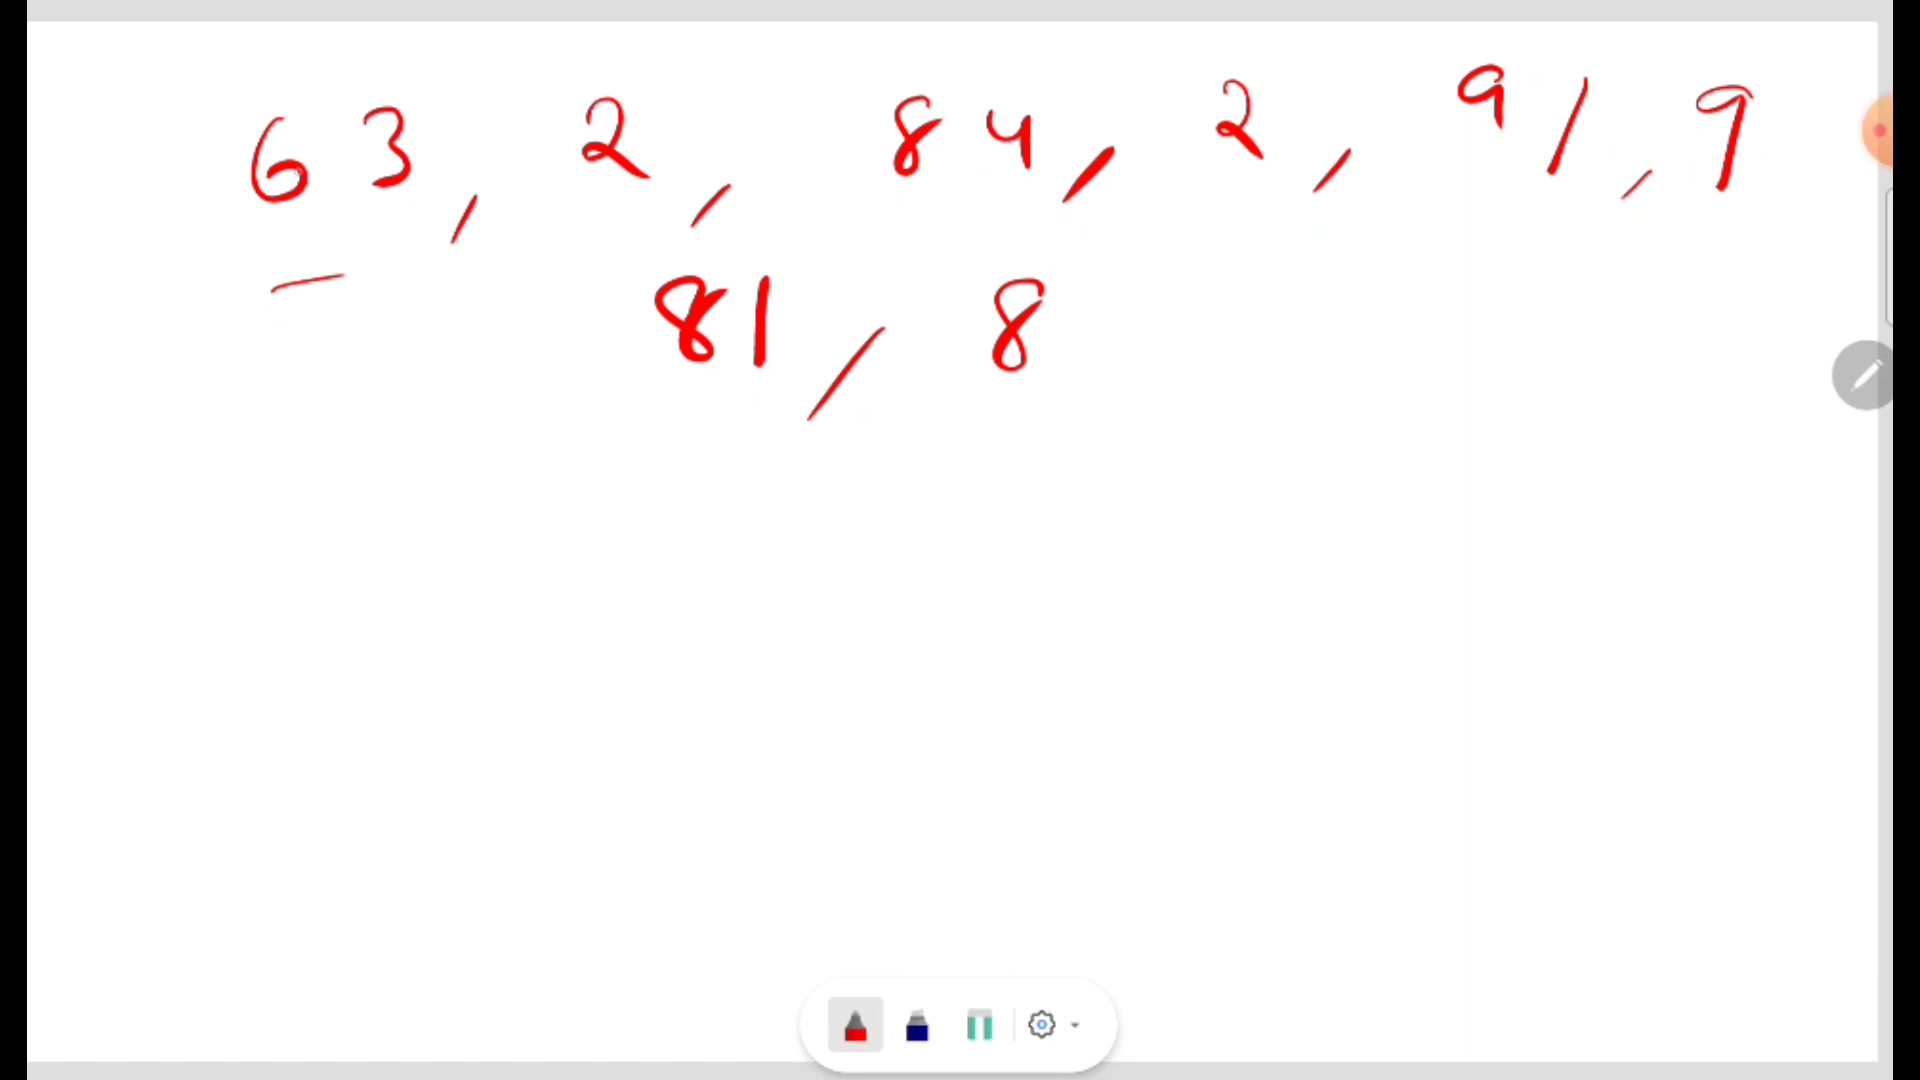 63, 2, 84, 2, 91, 9
81, 8